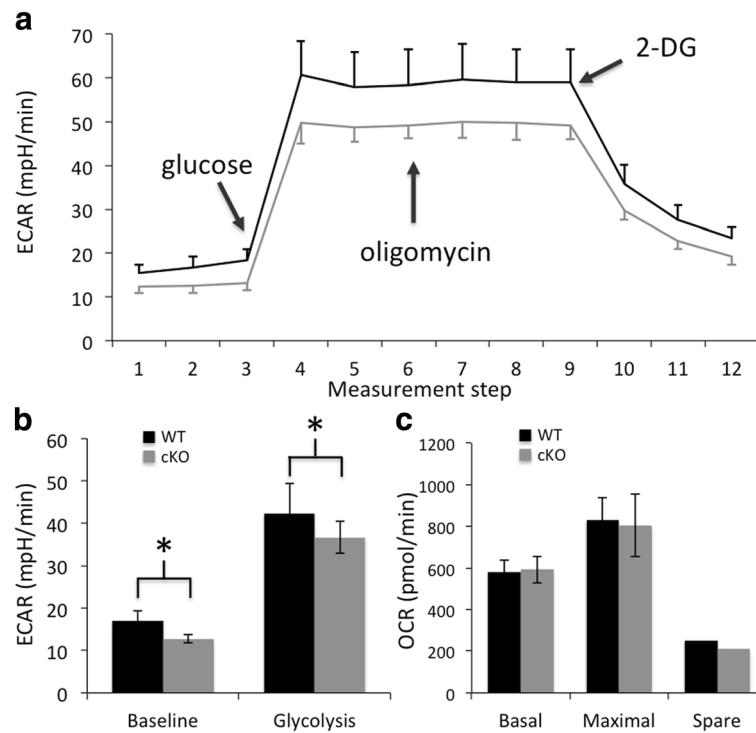 a
70
60
50
40
30
20
10
0
ECAR (mpH/min)
glucose
oligomycin
2-DG
1 2 3 4 5 6 7 8 9 10 11 12
Measurement step
b
60
50
40
30
20
10
0
ECAR (mpH/min)
WT
cKO
*
*
Baseline Glycolysis
c
1200
1000
800
600
400
200
0
OCR (pmol/min)
WT
cKO
Basal Maximal Spare